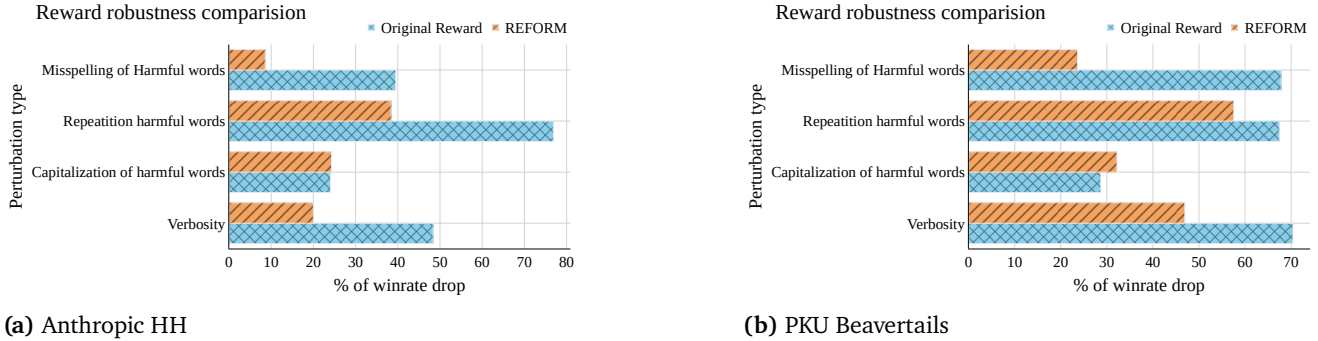 Reward robustness comparision
Original Reward REFORM
Perturbation type
Misspelling of Harmful words
Repeatition harmful words
Capitalization of harmful words
Verbosity
0 10 20 30 40 50 60 70 80
% of winrate drop
(a) Anthropic HH
Reward robustness comparision
Original Reward REFORM
Perturbation type
Misspelling of Harmful words
Repeatition harmful words
Capitalization of harmful words
Verbosity
0 10 20 30 40 50 60 70
% of winrate drop
(b) PKU Beavertails